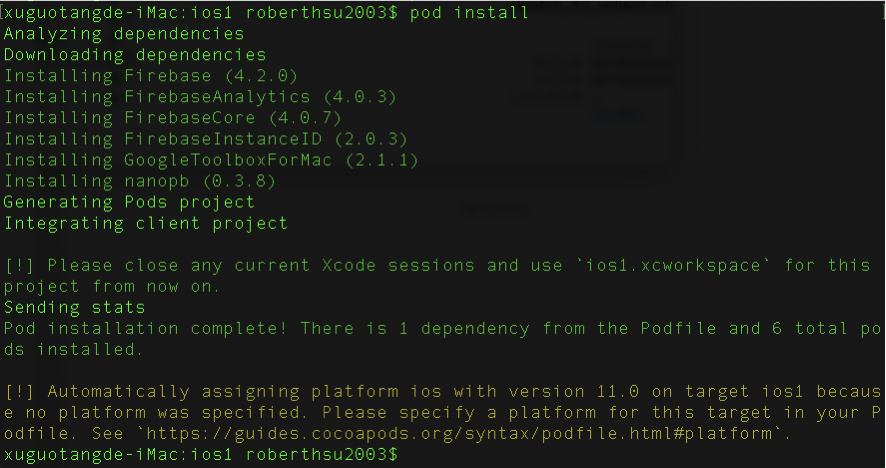 [xuguotangde-iMac:ios1 roberthsu2003$ pod install                              ]
Analyzing dependencies
Downloading dependencies
Installing Firebase (4.2.0)
Installing FirebaseAnalytics (4.0.3)
Installing FirebaseCore (4.0.7)
Installing FirebaseInstanceID (2.0.3)
Installing GoogleToolboxForMac (2.1.1)
Installing nanopb (0.3.8)
Generating Pods project
Integrating client project
[!] Please close any current Xcode sessions and use `ios1.xcworkspace` for this
project from now on.
Sending stats
Pod installation complete! There is 1 dependency from the Podfile and 6 total po
ds installed.
[!] Automatically assigning platform ios with version 11.0 on target ios1 becaus
e no platform was specified. Please specify a platform for this target in your P
odfile. See `https://guides.cocoapods.org/syntax/podfile.html#platform`.
xuguotangde-iMac:ios1 roberthsu2003$